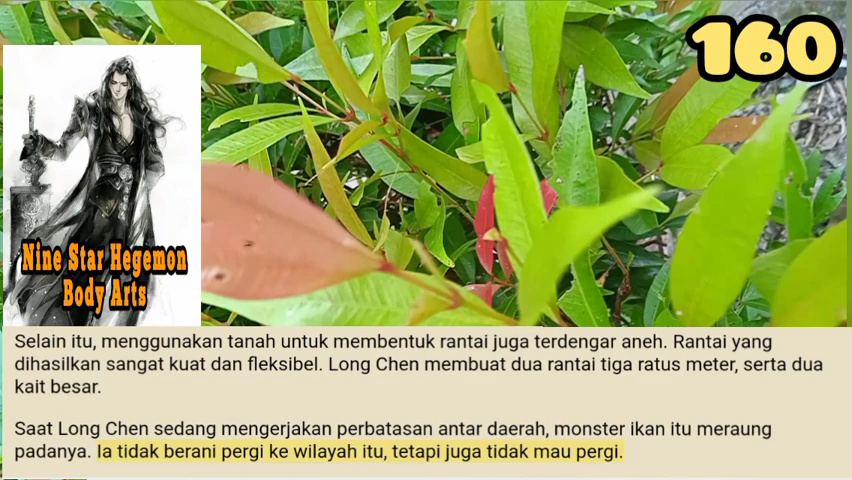 160
Nine Star Hegemon
Body Arts
Selain itu, menggunakan tanah untuk membentuk rantai juga terdengar aneh. Rantai yang
dihasilkan sangat kuat dan fleksibel. Long Chen membuat dua rantai tiga ratus meter, serta dua
kait besar.
Saat Long Chen sedang mengerjakan perbatasan antar daerah, monster ikan itu meraung
padanya. Ia tidak berani pergi ke wilayah itu, tetapi juga tidak mau pergi.